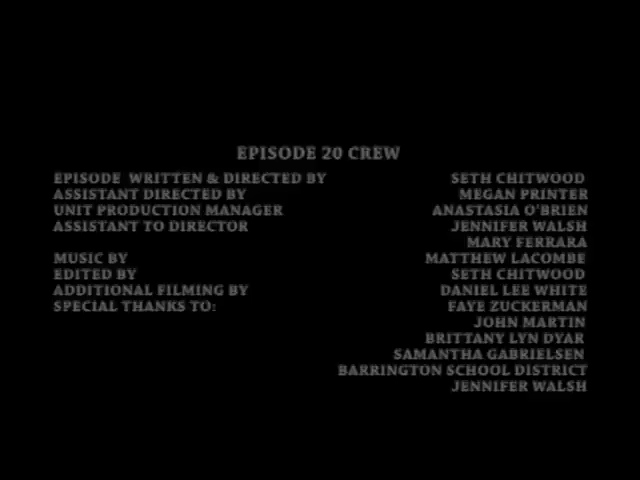 EPISODE 20 CREW
EPISODE WRITTEN & DIRECTED BY SETH CHITWOOD
ASSISTANT DIRECTED BY MEGAN PRINTER
UNIT PRODUCTION MANAGER ANASTASIA O'BRIEN
ASSISTANT TO DIRECTOR JENNIFER WALSH
MARY FERRARA
MUSIC BY MATTHEW LACOMBE
EDITED BY SETH CHITWOOD
ADDITIONAL FILMING BY DANIEL LEE WHITE
SPECIAL THANKS TO: FAYE ZUCKERMAN
JOHN MARTIN
BRITTANY LYN DYAR
SAMANTHA GABRIELSEN
BARRINGTON SCHOOL DISTRICT
JENNIFER WALSH